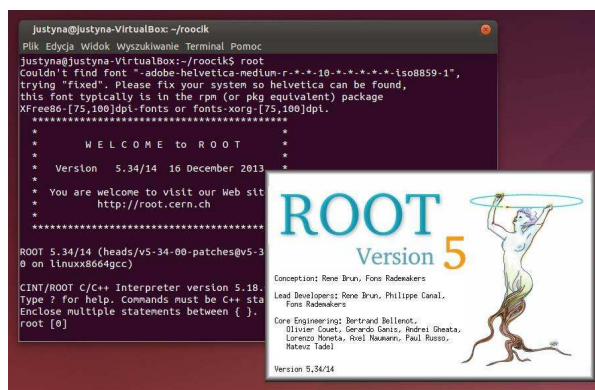 justyna@justyna-VirtualBox: ~/roocik
Plik Edycja Widok Wyszukiwanie Terminal Pomoc
justyna@justyna-VirtualBox:~/roocik$ root
Couldn't find font "-adobe-helvetica-medium-r-*-*-10-*-*-*-*-*-iso8859-1",
trying "fixed". Please fix your system so helvetica can be found,
this font typically is in the rpm (or pkg equivalent) package
XFree86-[75,100]dpi-fonts or fonts-xorg-[75,100]dpi.
*******************************************
* *
* W E L C O M E to R O O T *
* *
* Version 5.34/14 16 December 2013 *
* *
* You are welcome to visit our Web sit
* http://root.cern.ch
*
*******************************************
ROOT 5.34/14 (heads/v5-34-00-patches@v5-3
0 on linuxx8664gcc)
CINT/ROOT C/C++ Interpreter version 5.18.
Type ? for help. Commands must be C++ sta
Enclose multiple statements between { }.
root [0]
ROOT
Version 5
Conception: Rene Brun, Fons Rademakers
Lead Developers: Rene Brun, Philippe Canal,
Fons Rademakers
Core Engineering: Bertrand Bellenot,
Olivier Couet, Gerardo Ganis, Andrei Gheata,
Lorenzo Moneta, Axel Naumann, Paul Russo,
Matevz Tadel
Version 5.34/14